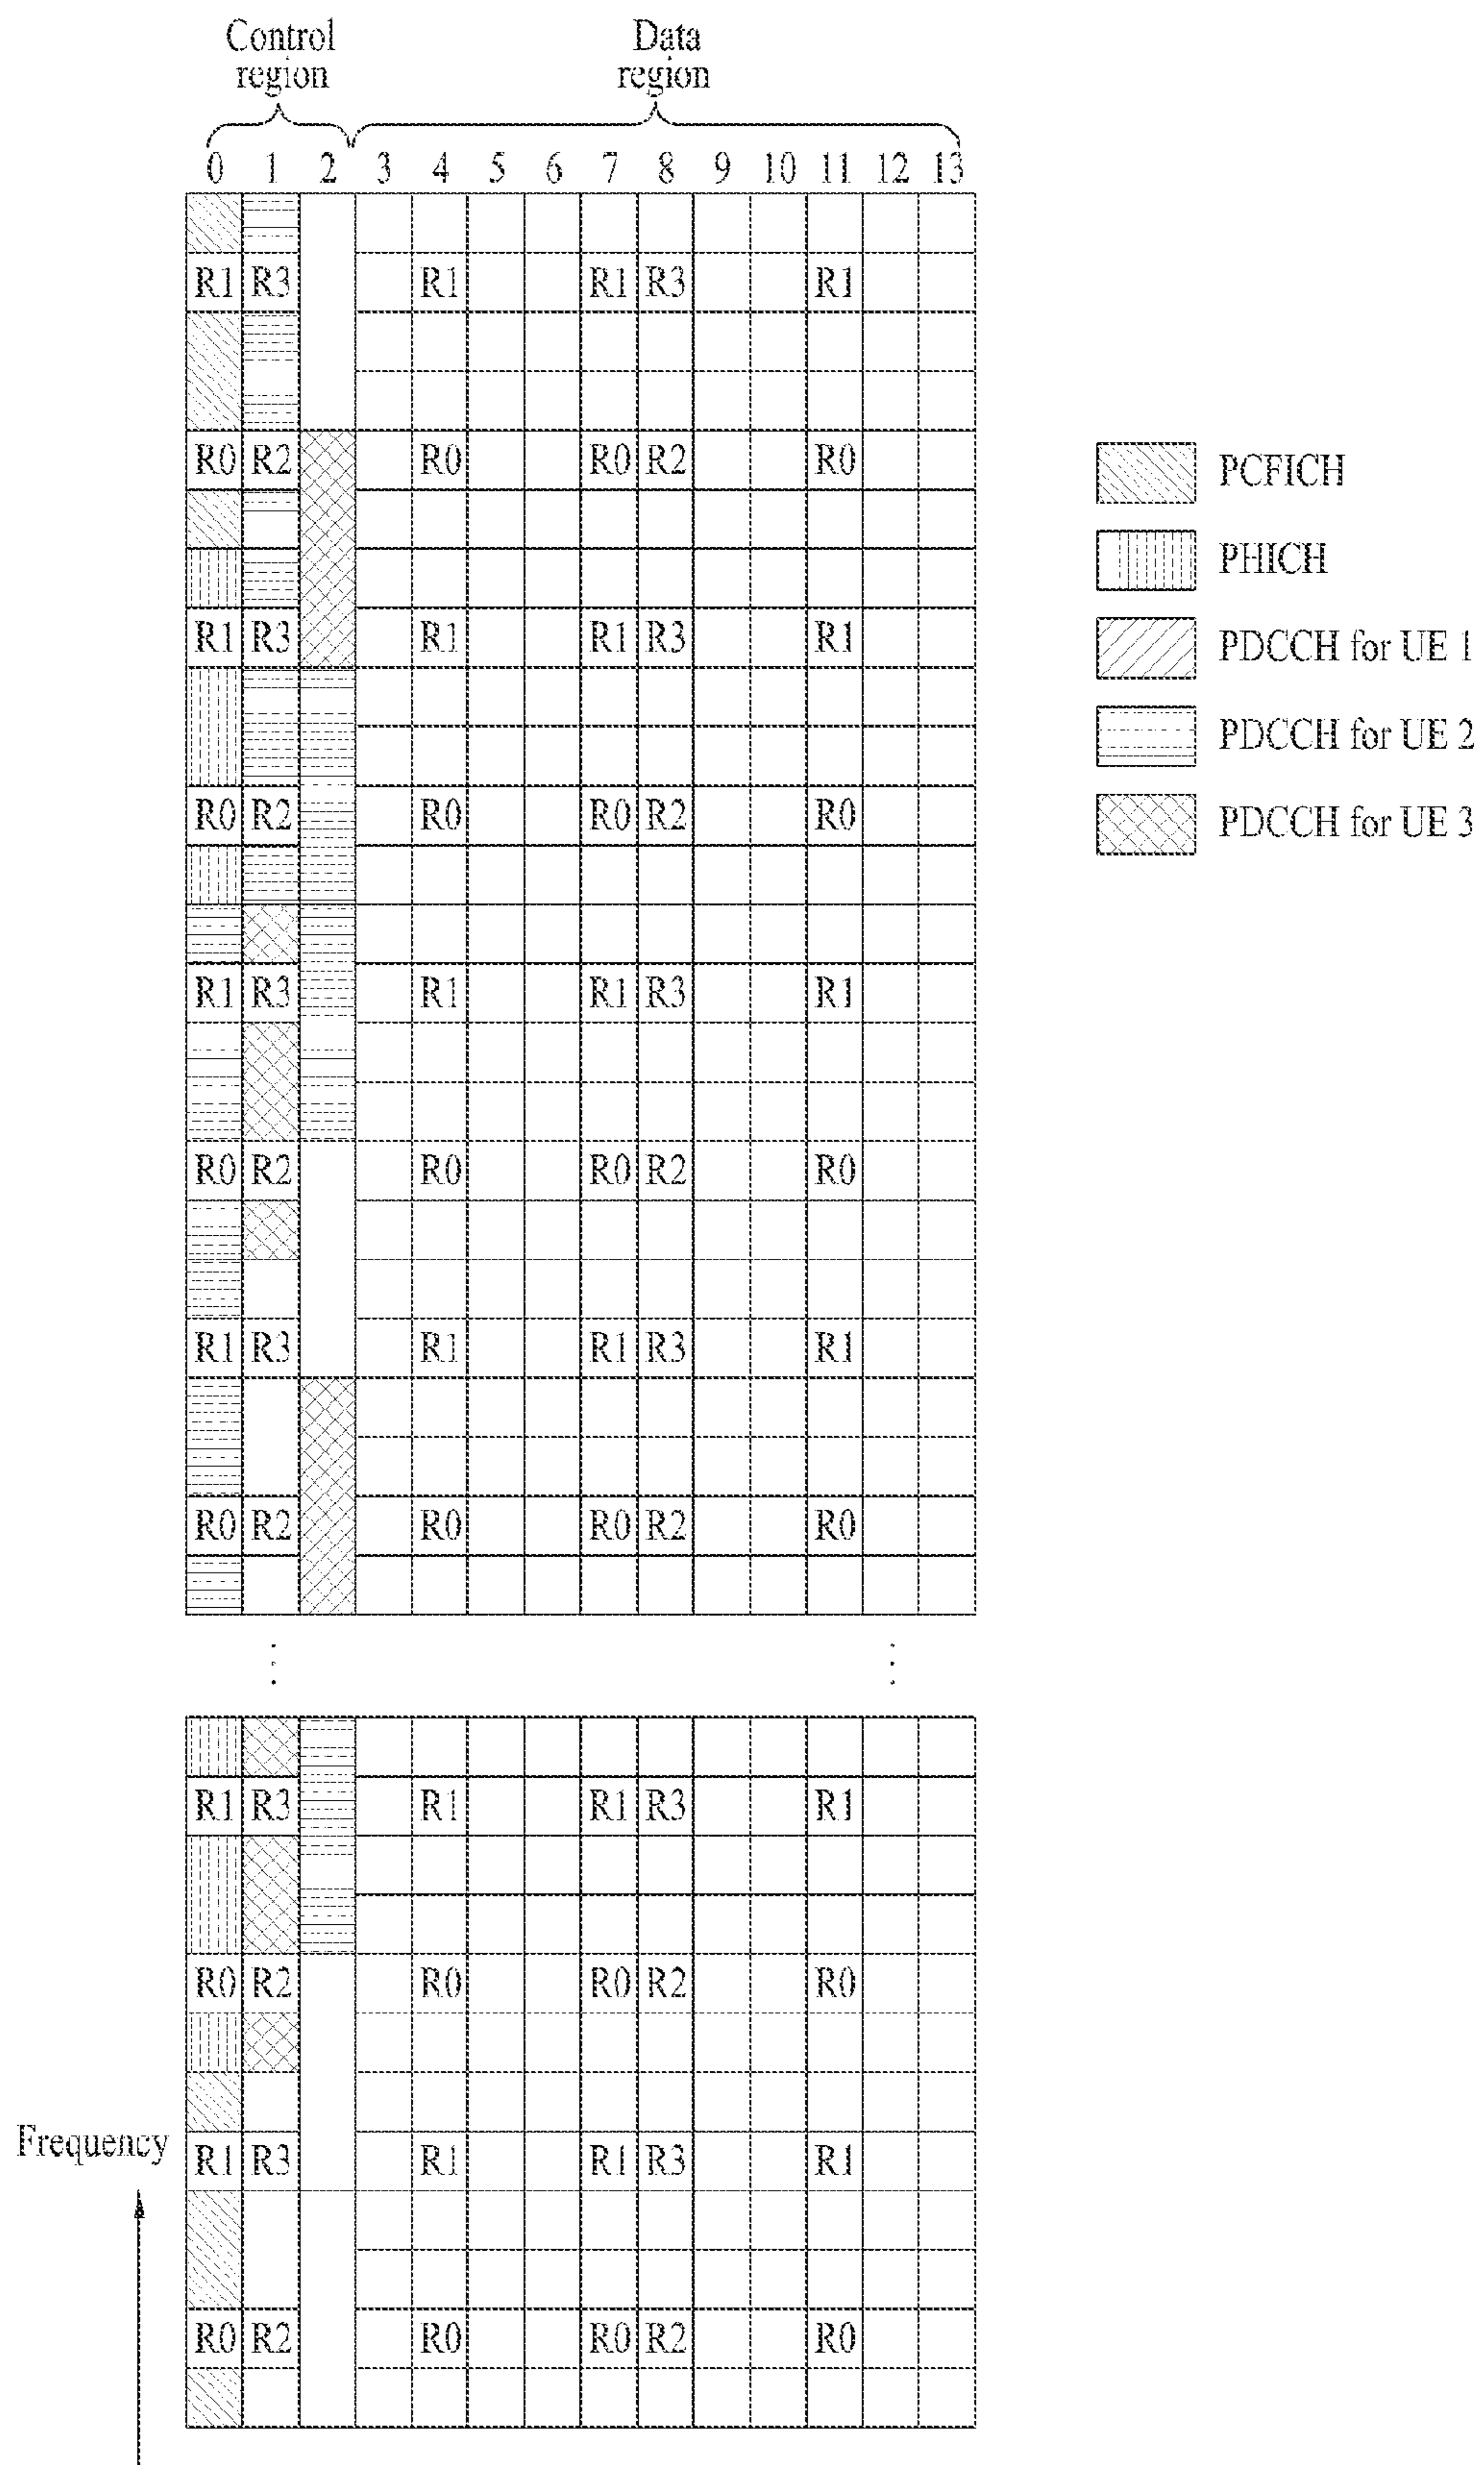 Control
region
Data
region
0 1 2 3 4 5 6 7 8 9 10 11 12 13
R1 R3 R1 R1 R3 R1
R0 R2 R0 R0 R2 R0
R1 R3 R1 R1 R3 R1
R0 R2 R0 R0 R2 R0
R1 R3 R1 R1 R3 R1
R0 R2 R0 R0 R2 R0
R1 R3 R1 R1 R3 R1
R0 R2 R0 R0 R2 R0
R1 R3 R1 R1 R3 R1
R0 R2 R0 R0 R2 R0
R1 R3 R1 R1 R3 R1
R0 R2 R0 R0 R2 R0
PCFICH
PHICH
PDCCH for UE 1
PDCCH for UE 2
PDCCH for UE 3
Frequency